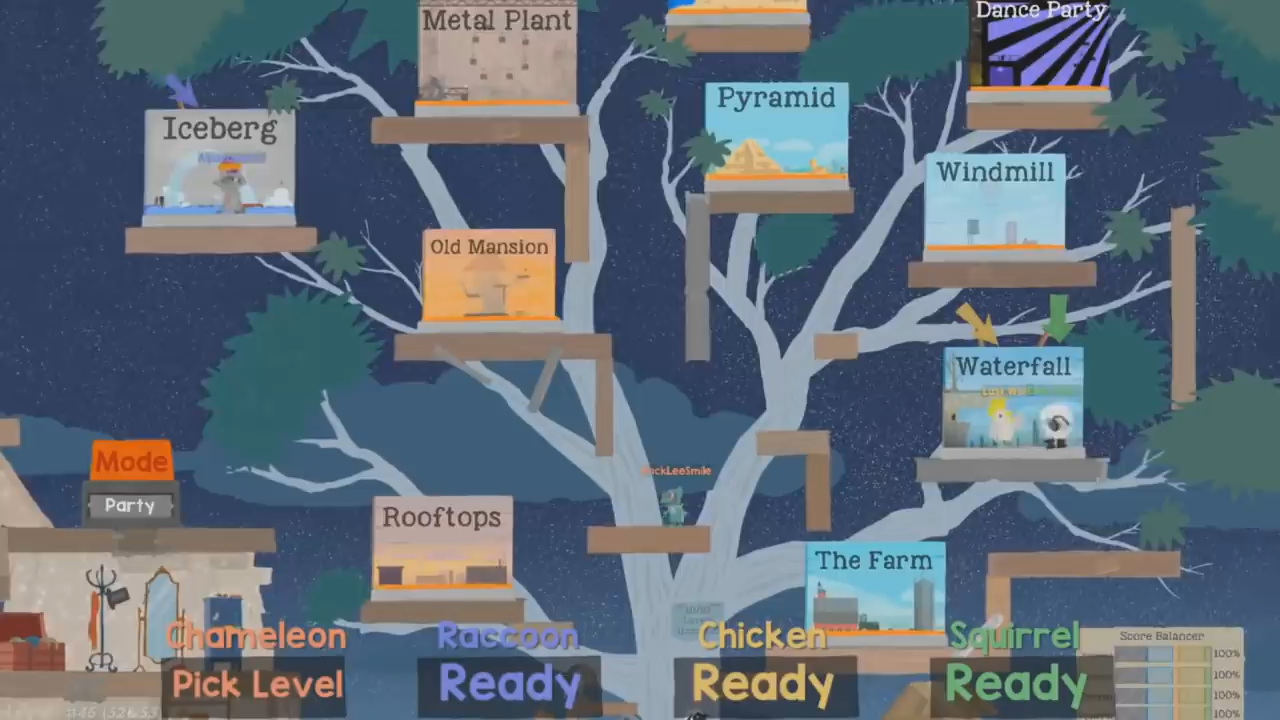 Metal Plant
Dance Party
Pyramid
Iceberg
Windmill
Old Mansion
Waterfall
Mode
Party
Rooftops
The Farm
Chameleon
Raccoon
Chicken
Squirrel
Score Balancer
Pick Level
Ready
Ready
Ready
100%
100%
100%
100%